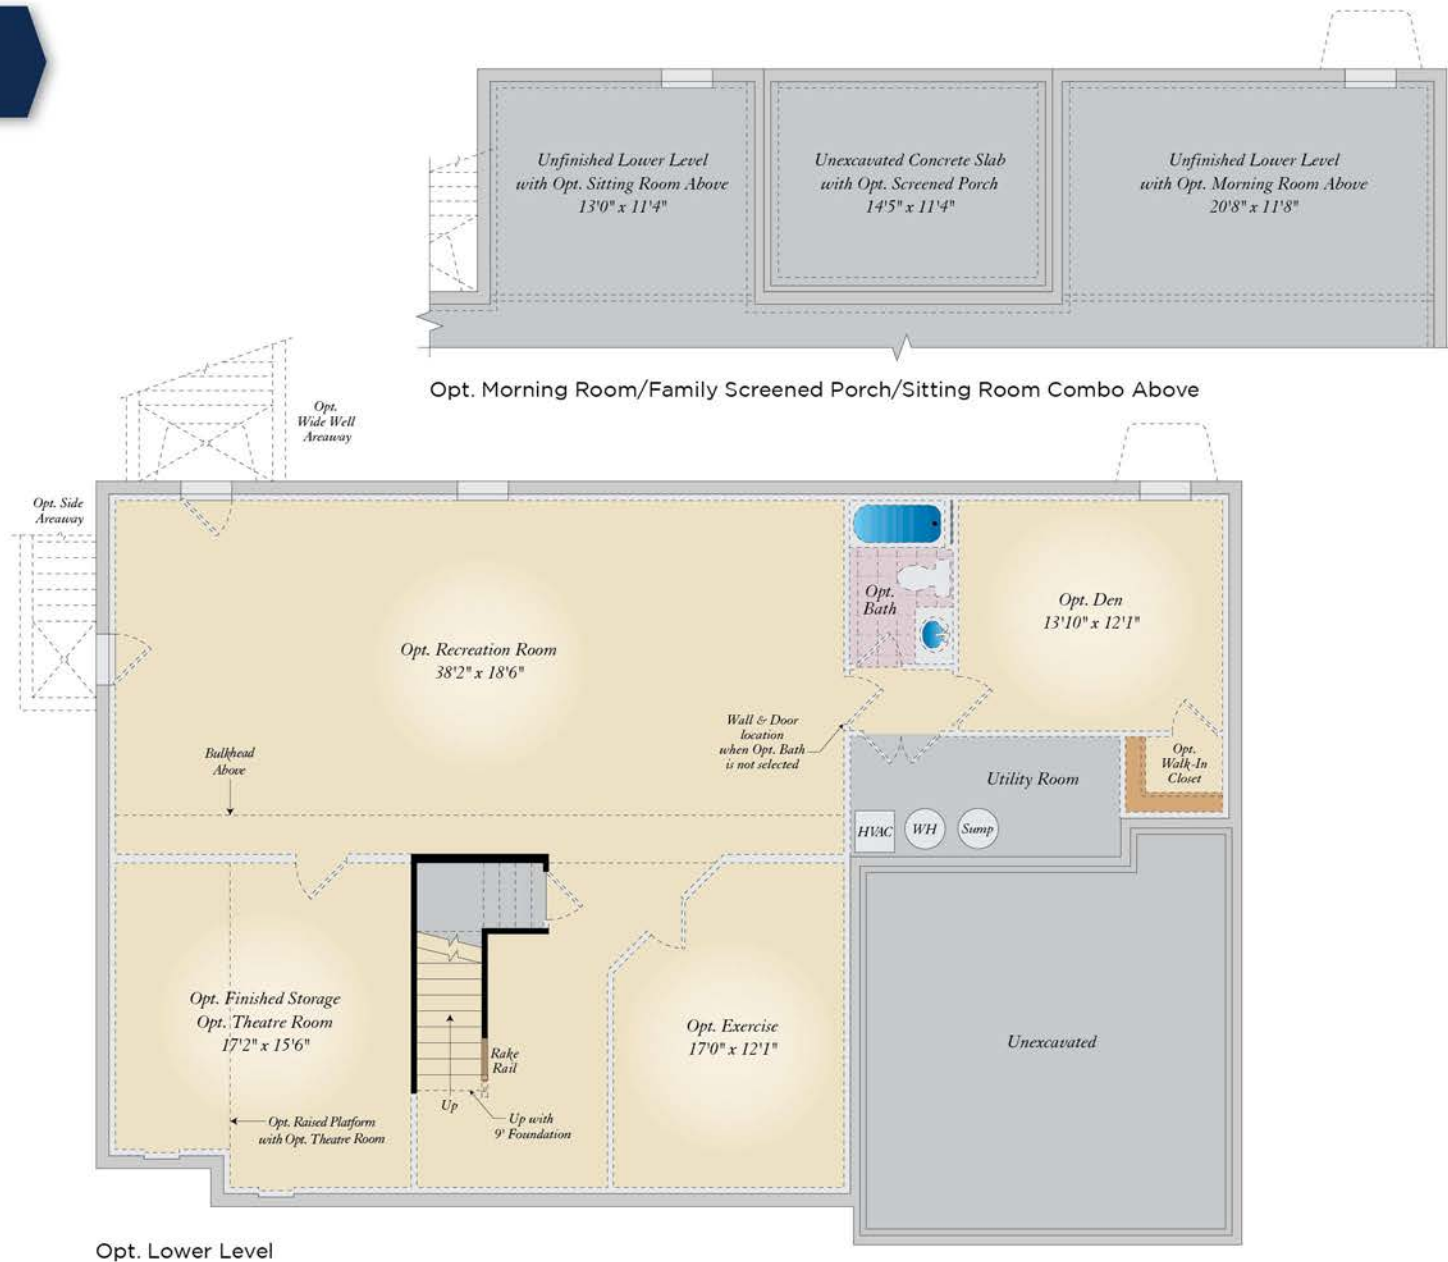 Unfinished Lower Level
with Opt. Sitting Room Above
13'0" x 11'4"
Unexcavated Concrete Slab
with Opt. Screened Porch
14'5" x 11'4"
Unfinished Lower Level
with Opt. Morning Room Above
20'8" x 11'8"
Opt. Morning Room/Family Screened Porch/Sitting Room Combo Above
Opt.
Wide Well
Areaway
Opt. Side
Areaway
Opt. Recreation Room
38'2" x 18'6"
Opt.
Bath
Opt. Den
13'10" x 12'1"
Wall & Door
location
when Opt. Bath
is not selected
Bulkhead
Above
Utility Room
Opt.
Walk-In
Closet
HVAC
WH
Sump
Opt. Finished Storage
Opt. Theatre Room
17'2" x 15'6"
Rake
Rail
Up
Up with
9' Foundation
Opt. Exercise
17'0" x 12'1"
Unexcavated
Opt. Raised Platform
with Opt. Theatre Room
Opt. Lower Level